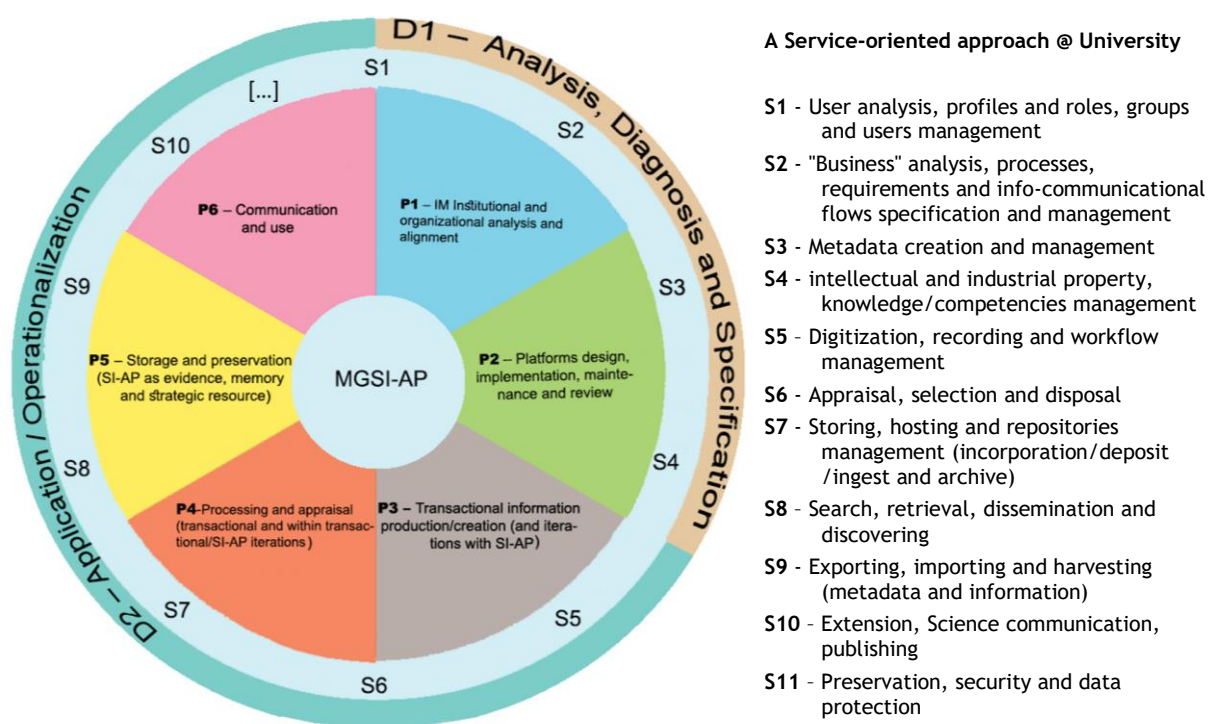 D1 – Analysis, Diagnosis and Specification
D2 – Application / Operationalization
S1
S2
S3
S4
S5
S6
S7
S8
S9
S10
[...]
P1 – IM Institutional and
organizational analysis and
alignment
P2 – Platforms design,
implementation, mainte-
nance and review
P3 – Transactional information
production/creation (and itera-
tions with SI-AP)
P4-Processing and appraisal
(transactional and within transac-
tional/SI-AP iterations)
P5 – Storage and preservation
(SI-AP as evidence, memory
and strategic resource)
P6 – Communication
and use
MGSI-AP
A Service-oriented approach @ University
S1 - User analysis, profiles and roles, groups
and users management
S2 - "Business" analysis, processes,
requirements and info-communicational
flows specification and management
S3 - Metadata creation and management
S4 - intellectual and industrial property,
knowledge/competencies management
S5 - Digitization, recording and workflow
management
S6 - Appraisal, selection and disposal
S7 - Storing, hosting and repositories
management (incorporation/deposit
/ingest and archive)
S8 – Search, retrieval, dissemination and
discovering
S9 - Exporting, importing and harvesting
(metadata and information)
S10 – Extension, Science communication,
publishing
S11 – Preservation, security and data
protection